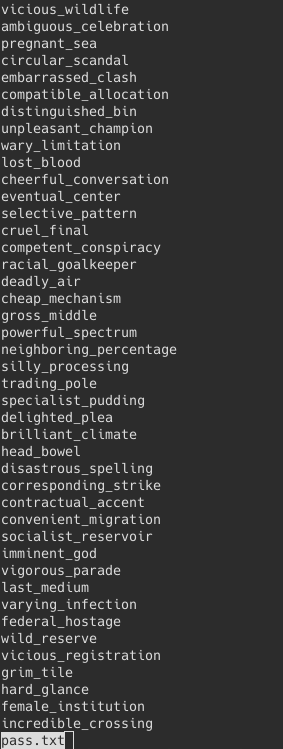 vicious_wildlife
ambiguous_celebration
pregnant_sea
circular_scandal
embarrassed_clash
compatible_allocation
distinguished_bin
unpleasant_champion
wary_limitation
lost_blood
cheerful_conversation
eventual_center
selective_pattern
cruel_final
competent_conspiracy
racial_goalkeeper
deadly_air
cheap_mechanism
gross_middle
powerful_spectrum
neighboring_percentage
silly_processing
trading_pole
specialist_pudding
delighted_plea
brilliant_climate
head_bowel
disastrous_spelling
corresponding_strike
contractual_accent
convenient_migration
socialist_reservoir
imminent_god
vigorous_parade
last_medium
varying_infection
federal_hostage
wild_reserve
vicious_registration
grim_tile
hard_glance
female_institution
incredible_crossing
pass.txt